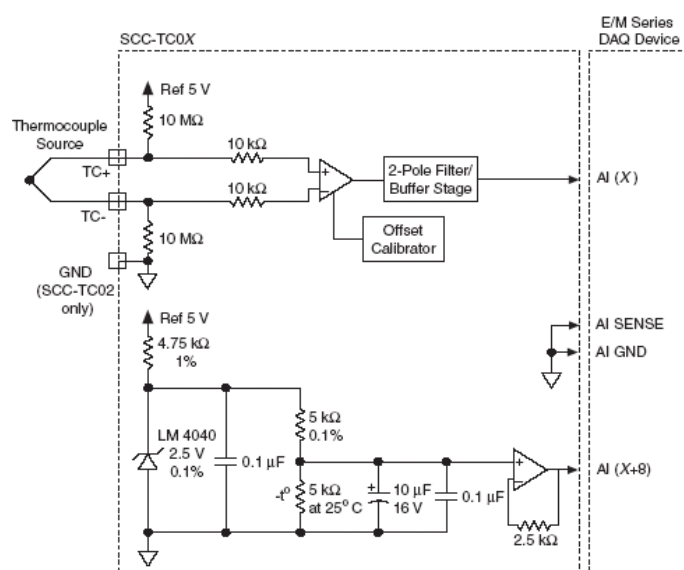 SCC-TC0X
E/M Series
DAQ Device
Ref 5 V
10 MΩ
Thermocouple
Source
TC+
10 kΩ
10 kΩ
+
−
2-Pole Filter/
Buffer Stage
AI (X)
TC-
10 MΩ
Offset
Calibrator
GND
(SCC-TC02
only)
Ref 5 V
4.75 kΩ
1%
AI SENSE
AI GND
LM 4040
2.5 V
0.1%
0.1 µF
5 kΩ
0.1%
-t°
5 kΩ
at 25° C
+
10 µF
16 V
0.1 µF
+
−
2.5 kΩ
AI (X+8)